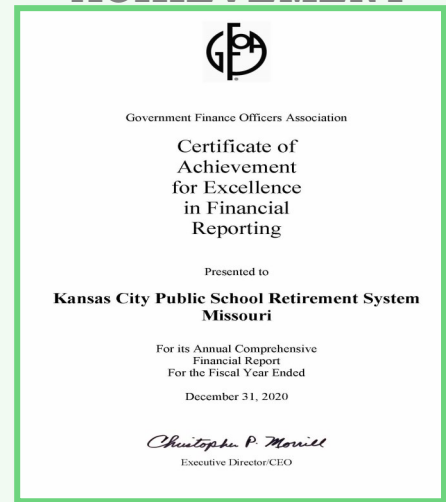 ACHIEVEMENT
GFOA
Government Finance Officers Association
Certificate of
Achievement
for Excellence
in Financial
Reporting
Presented to
Kansas City Public School Retirement System
Missouri
For its Annual Comprehensive
Financial Report
For the Fiscal Year Ended
December 31, 2020
Christopher P. Morrill
Executive Director/CEO